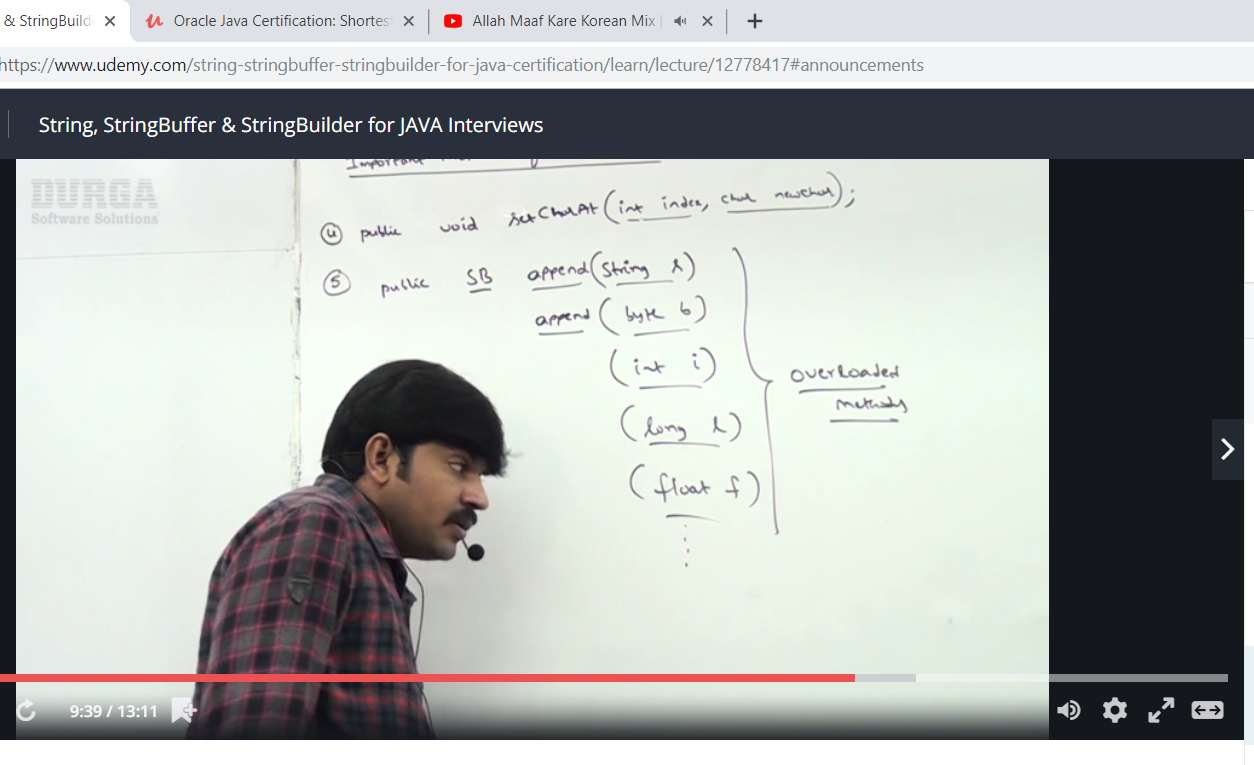 & StringBuild
Oracle Java Certification: Shortest
Allah Maaf Kare Korean Mix |
https://www.udemy.com/string-stringbuffer-stringbuilder-for-java-certification/learn/lecture/12778417#announcements
String, StringBuffer & StringBuilder for JAVA Interviews
DURGA
Software Solutions
Important
④ public void setCharAt (int index, char newchar);
⑤ public SB append (String s)
append (byte b)
(int i)
(long l)
(float f)
overloaded
methods
9:39 / 13:11